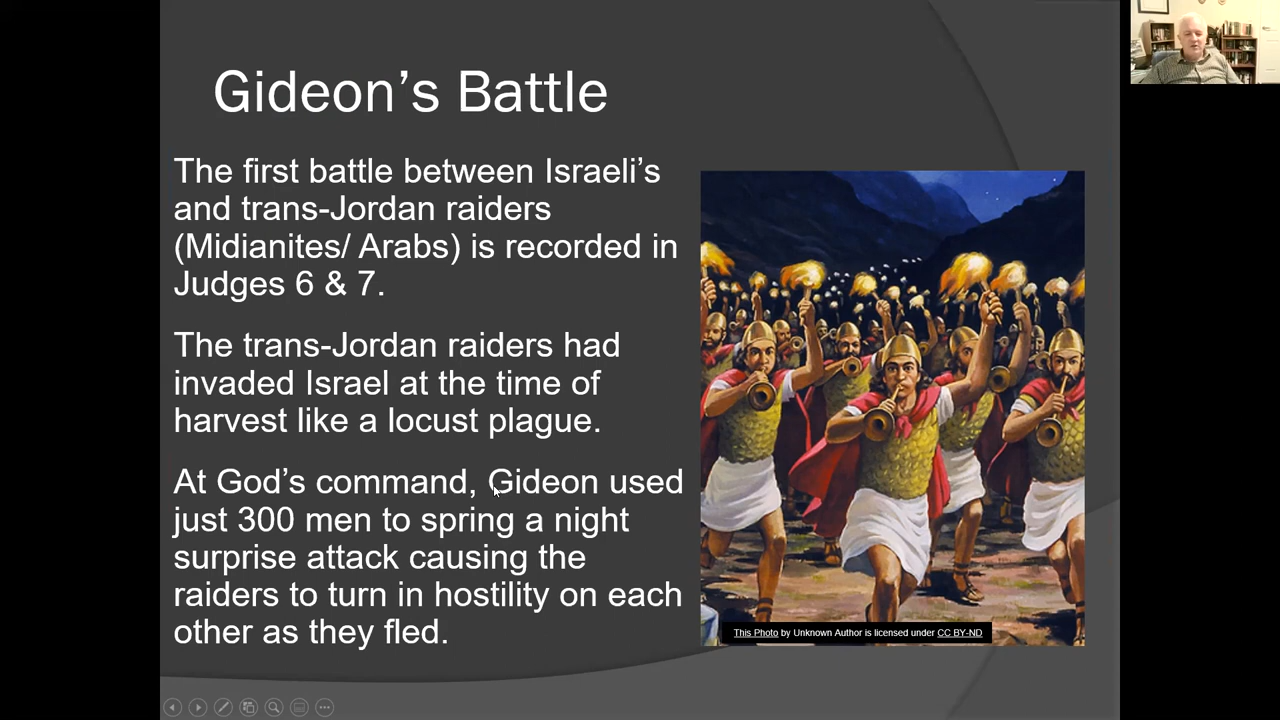 Gideon's Battle
The first battle between Israeli's
and trans-Jordan raiders
(Midianites/ Arabs) is recorded in
Judges 6 & 7.
The trans-Jordan raiders had
invaded Israel at the time of
harvest like a locust plague.
At God's command, Gideon used
just 300 men to spring a night
surprise attack causing the
raiders to turn in hostility on each
other as they fled.
This Photo by Unknown Author is licensed under CC BY-ND